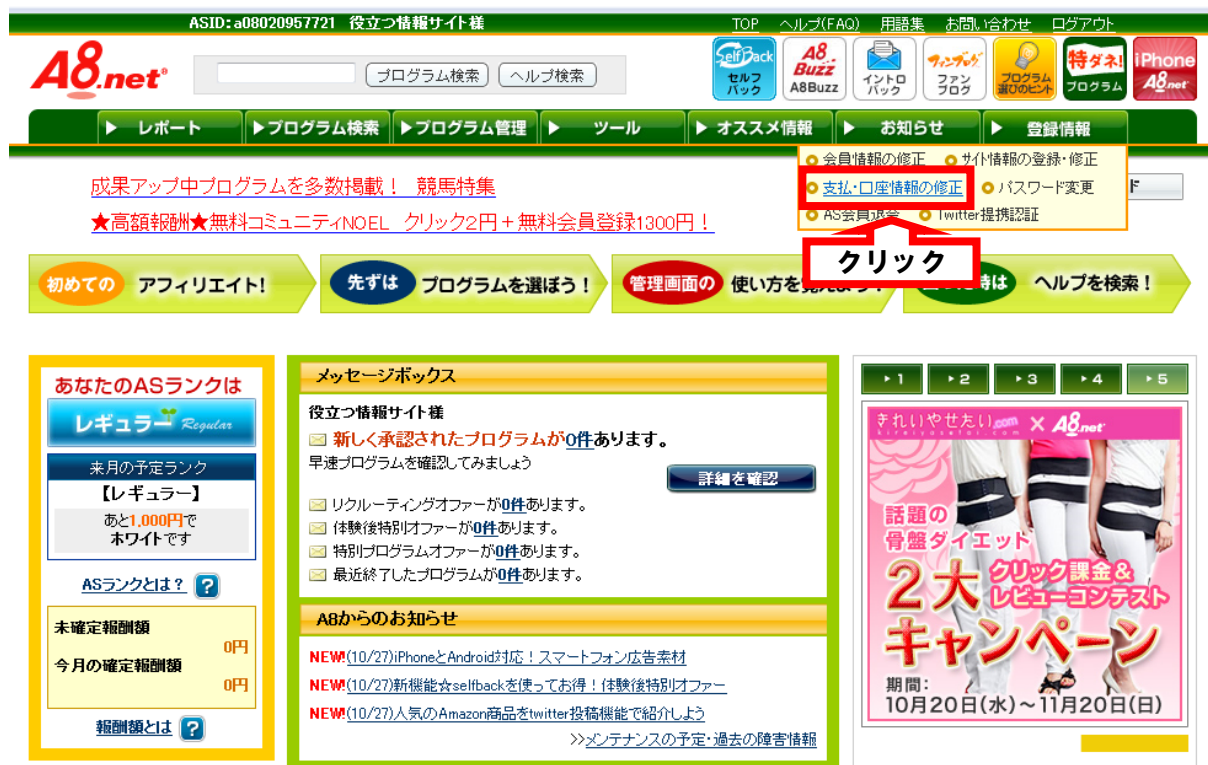 ASID:a08020957721 役立つ情報サイト様
TOP ヘルプ(FAQ) 用語集 お問い合わせ ログアウト
A8.net
プログラム検索 ヘルプ検索
SelfBack セルフバック
A8 Buzz A8Buzz
イントロパック
ファンブログ ファンブログ
プログラム選びのヒント
特ダネ! プログラム
iPhone A8.net
レポート プログラム検索 プログラム管理 ツール オススメ情報 お知らせ 登録情報
会員情報の修正 サイト情報の登録・修正
支払・口座情報の修正 パスワード変更
AS会員退会 Twitter提携認証
クリック
成果アップ中プログラムを多数掲載! 競馬特集
★高額報酬★無料コミュニティNOEL クリック2円+無料会員登録1300円!
初めての アフィリエイト!
先ずは プログラムを選ぼう!
管理画面の 使い方を
ヘルプを検索!
あなたのASランクは
レギュラー Regular
来月の予定ランク
【レギュラー】
あと1,000円で
ホワイトです
ASランクとは? ?
未確定報酬額
0円
今月の確定報酬額
0円
報酬額とは ?
メッセージボックス
役立つ情報サイト様
新しく承認されたプログラムが0件あります。
早速プログラムを確認してみましょう
詳細を確認
リクルーティングオファーが0件あります。
体験後特別オファーが0件あります。
特別プログラムオファーが0件あります。
最近終了したプログラムが0件あります。
A8からのお知らせ
NEW!(10/27)iPhoneとAndroid対応!スマートフォン広告素材
NEW!(10/27)新機能☆selfbackを使ってお得!体験後特別オファー
NEW!(10/27)人気のAmazon商品をtwitter投稿機能で紹介しよう
>>メンテナンスの予定・過去の障害情報
1 2 3 4 5
きれいやせたい.com × A8.net
kireiyasetai.com
話題の
骨盤ダイエット
2大
クリック課金&
レビューコンテスト
キャンペーン
期間:
10月20日(水)~11月20日(日)